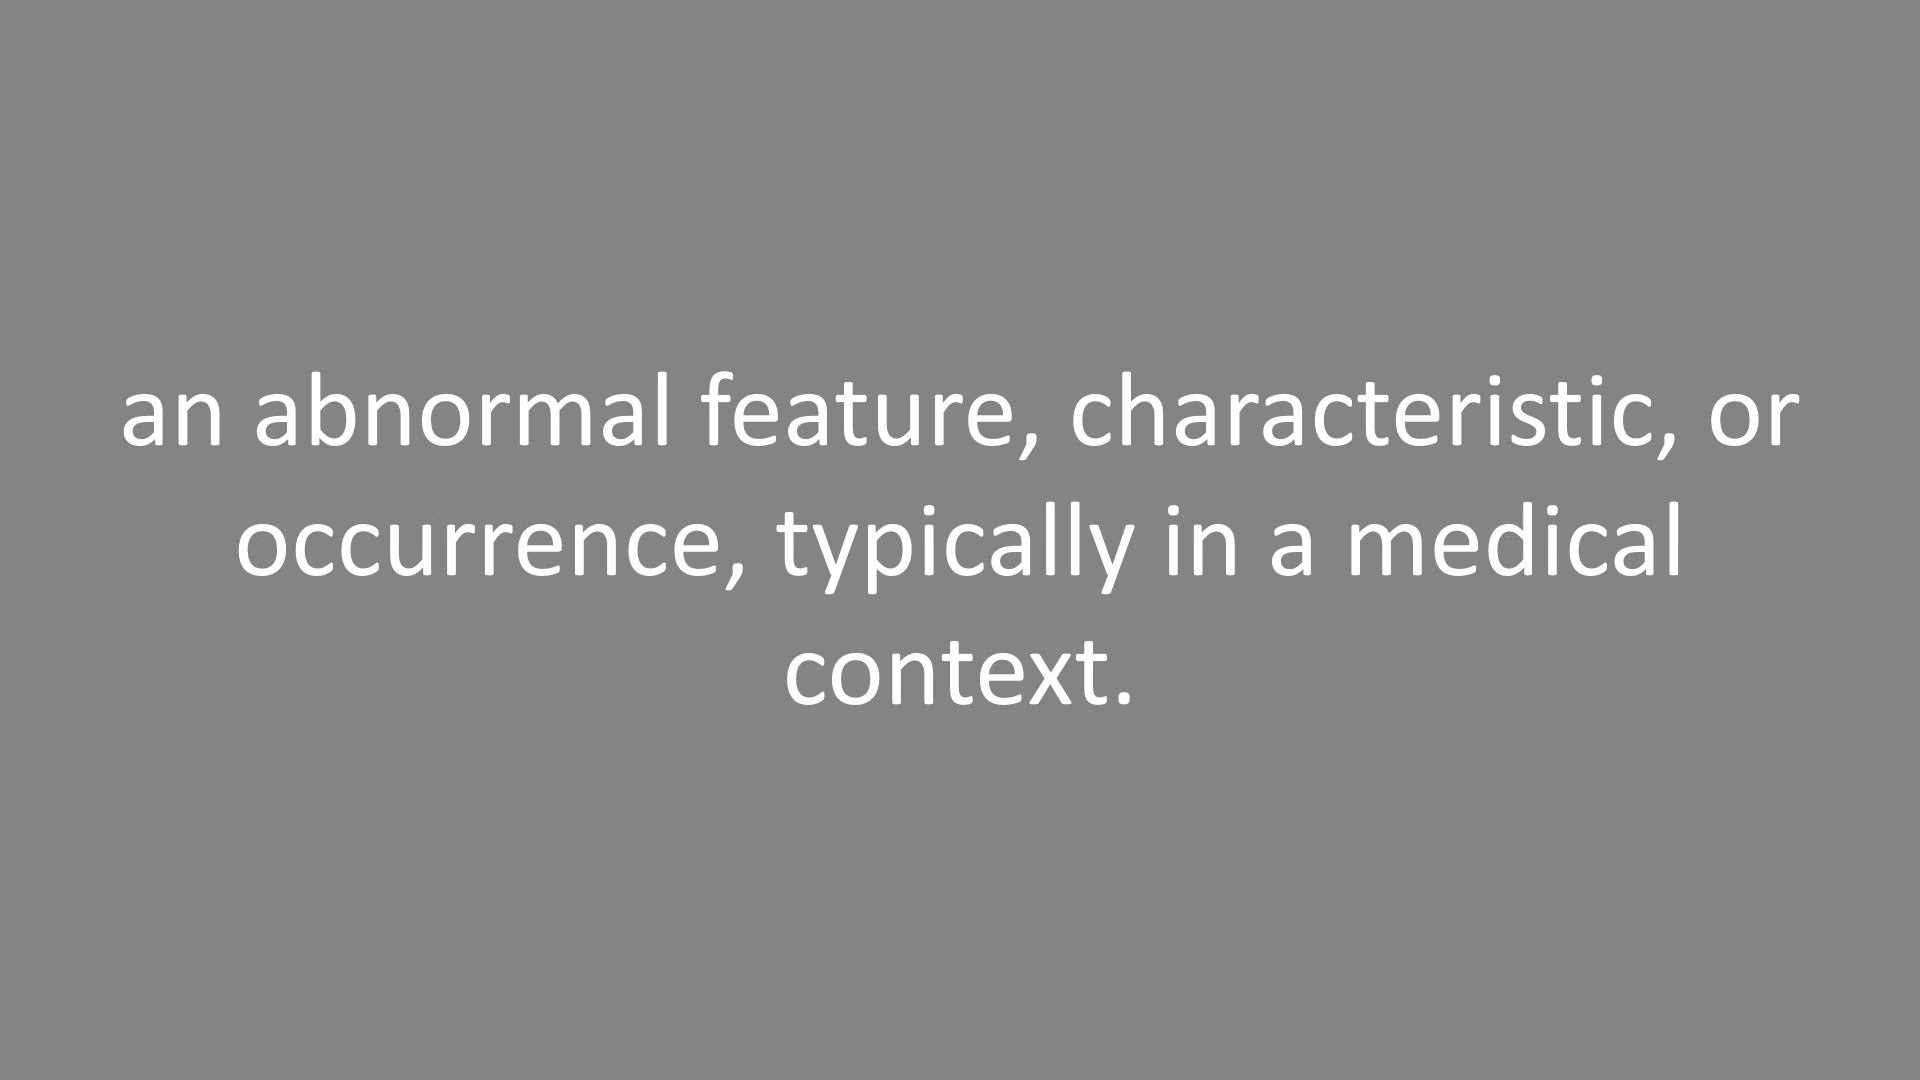 an abnormal feature, characteristic, or
occurrence, typically in a medical
context.